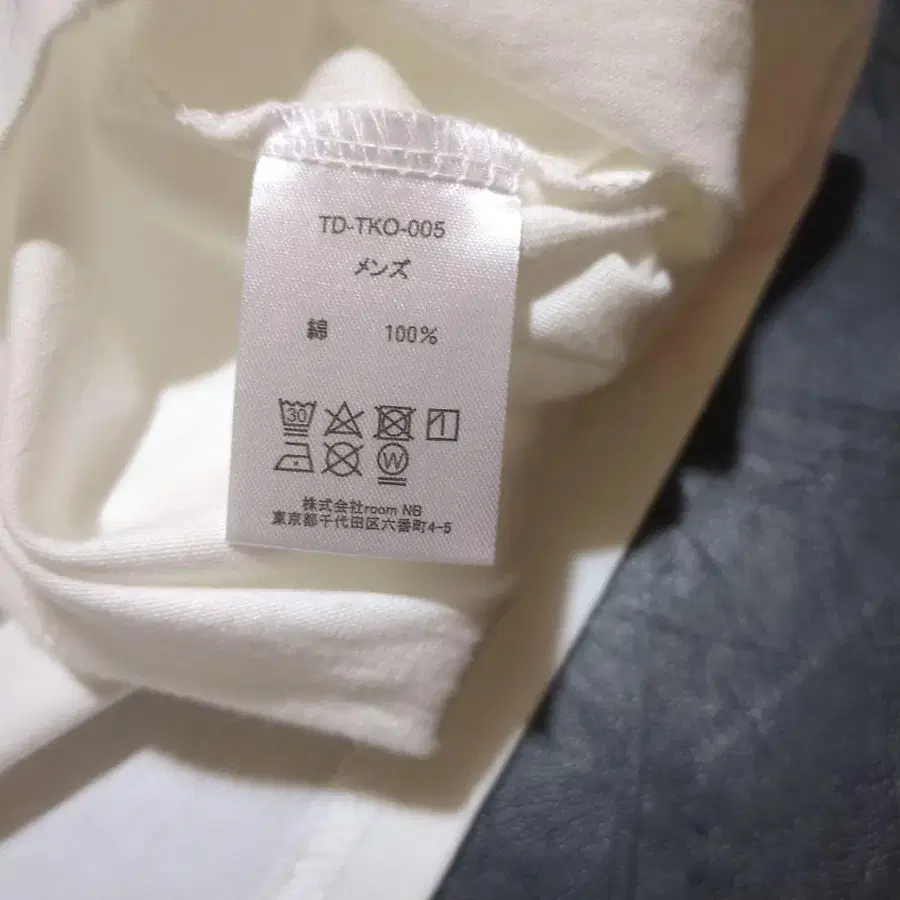 TD-TKO-005
メンズ
綿 100%
30
W
株式会社room NB
東京都千代田区六番町4-5